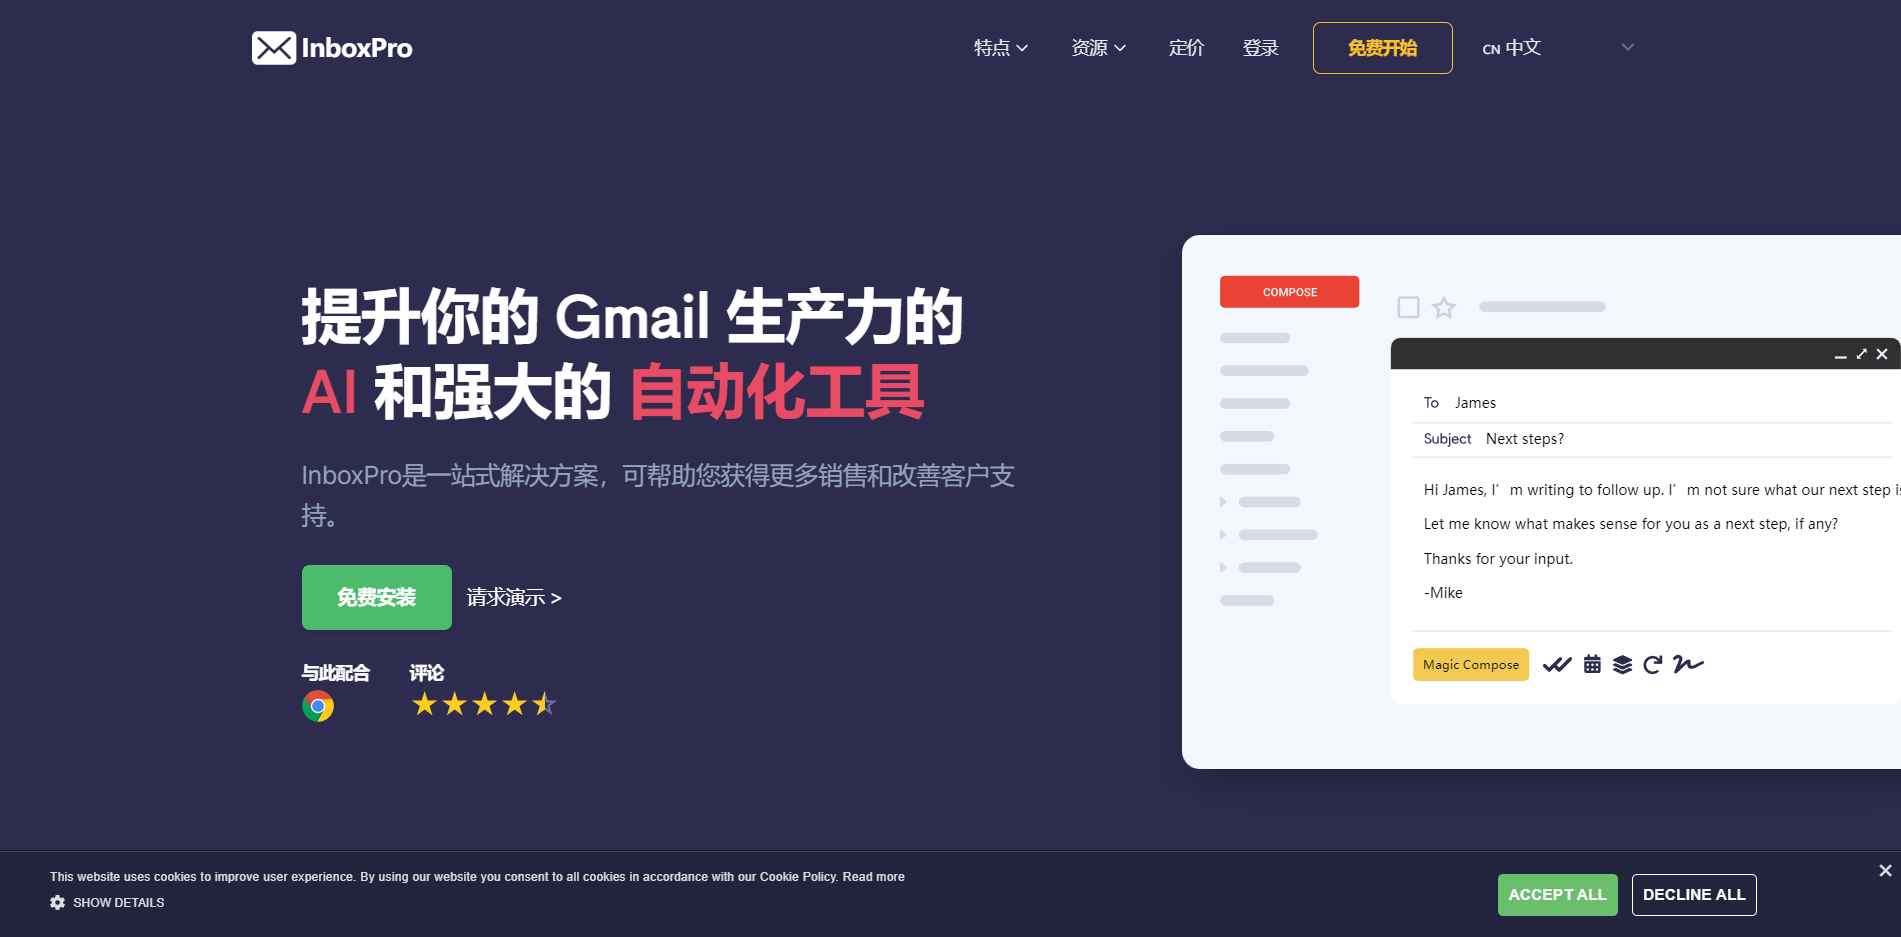 InboxPro
特点
资源
定价
登录
免费开始
CN 中文
提升你的 Gmail 生产力的
AI 和强大的 自动化工具
InboxPro是一站式解决方案，可帮助您获得更多销售和改善客户支
持。
免费安装
请求演示 >
与此配合
评论
COMPOSE
To James
Subject Next steps?
Hi James, I'm writing to follow up. I'm not sure what our next step is
Let me know what makes sense for you as a next step, if any?
Thanks for your input.
-Mike
Magic Compose
This website uses cookies to improve user experience. By using our website you consent to all cookies in accordance with our Cookie Policy. Read more
SHOW DETAILS
ACCEPT ALL
DECLINE ALL